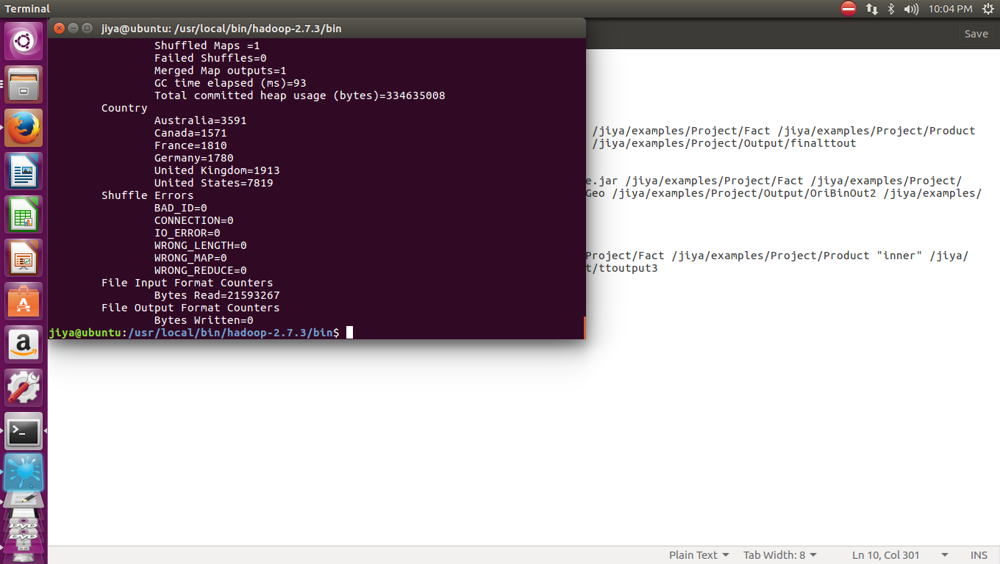 Terminal
10:04 PM
jiya@ubuntu: /usr/local/bin/hadoop-2.7.3/bin
Save
Shuffled Maps =1
Failed Shuffles=0
Merged Map outputs=1
GC time elapsed (ms)=93
Total committed heap usage (bytes)=334635008
Country
Australia=3591
Canada=1571
France=1810
Germany=1780
United Kingdom=1913
United States=7819
Shuffle Errors
BAD_ID=0
CONNECTION=0
IO_ERROR=0
WRONG_LENGTH=0
WRONG_MAP=0
WRONG_REDUCE=0
File Input Format Counters
Bytes Read=21593267
File Output Format Counters
Bytes Written=0
jiya@ubuntu:/usr/local/bin/hadoop-2.7.3/bin$
/jiya/examples/Project/Fact /jiya/examples/Project/Product
/jiya/examples/Project/Output/finalttout
e.jar /jiya/examples/Project/Fact /jiya/examples/Project/
Geo /jiya/examples/Project/Output/OriBinOut2 /jiya/examples/
Project/Fact /jiya/examples/Project/Product "inner" /jiya/
t/ttoutput3
a
DVD
DVD
Plain Text Tab Width: 8 Ln 10, Col 301 INS